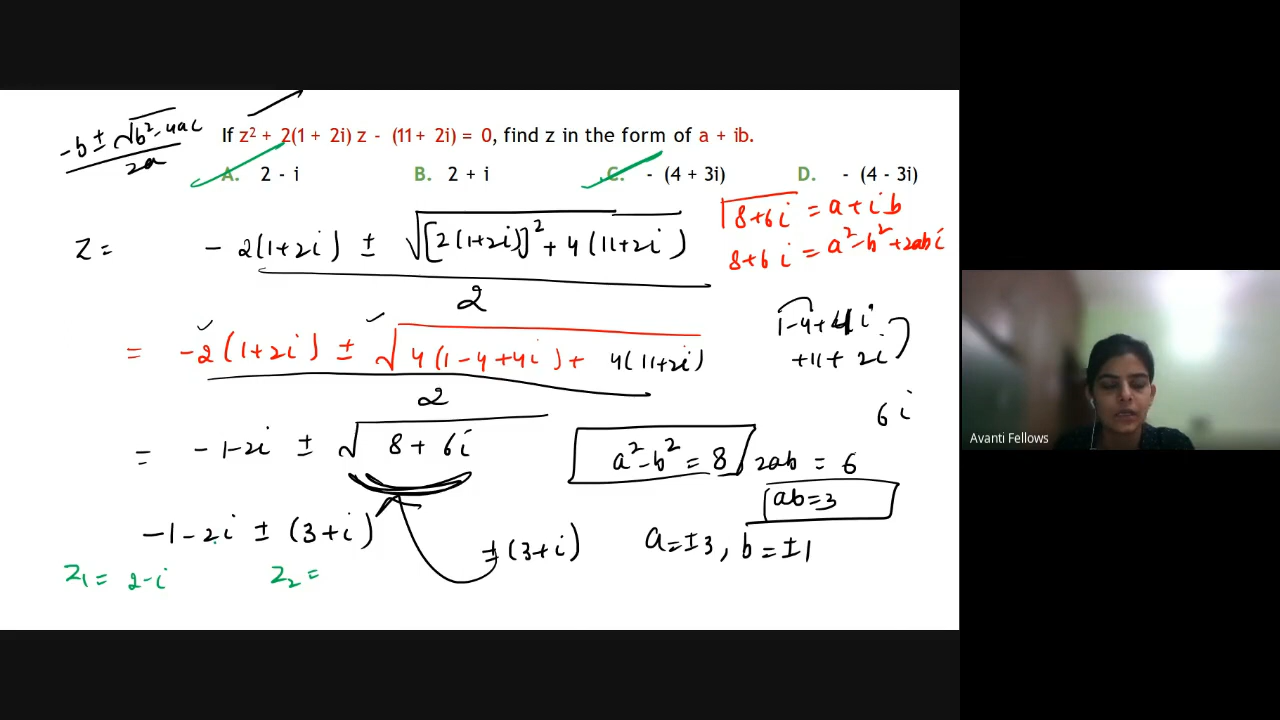 -b ± √b² - 4ac
2a
If z² + 2(1 + 2i) z - (11+ 2i) = 0, find z in the form of a + ib.
A. 2 - i B. 2 + i C. - (4 + 3i) D. - (4 - 3i)
√8+6i = a+ib
8+6i = a²-b²+2abi
z = - 2(1+2i) ± √[2(1+2i)]² + 4(11+2i)
2
1-4+4i
+11+2i
6i
= -2(1+2i) ± √4(1-4+4i) + 4(11+2i)
2
= -1-2i ± √8+6i
a²-b² = 8 2ab = 6
ab=3
-1-2i ± (3+i)
±(3+i)
a=±3, b=±1
z₁ = 2-i z₂ =
Avanti Fellows